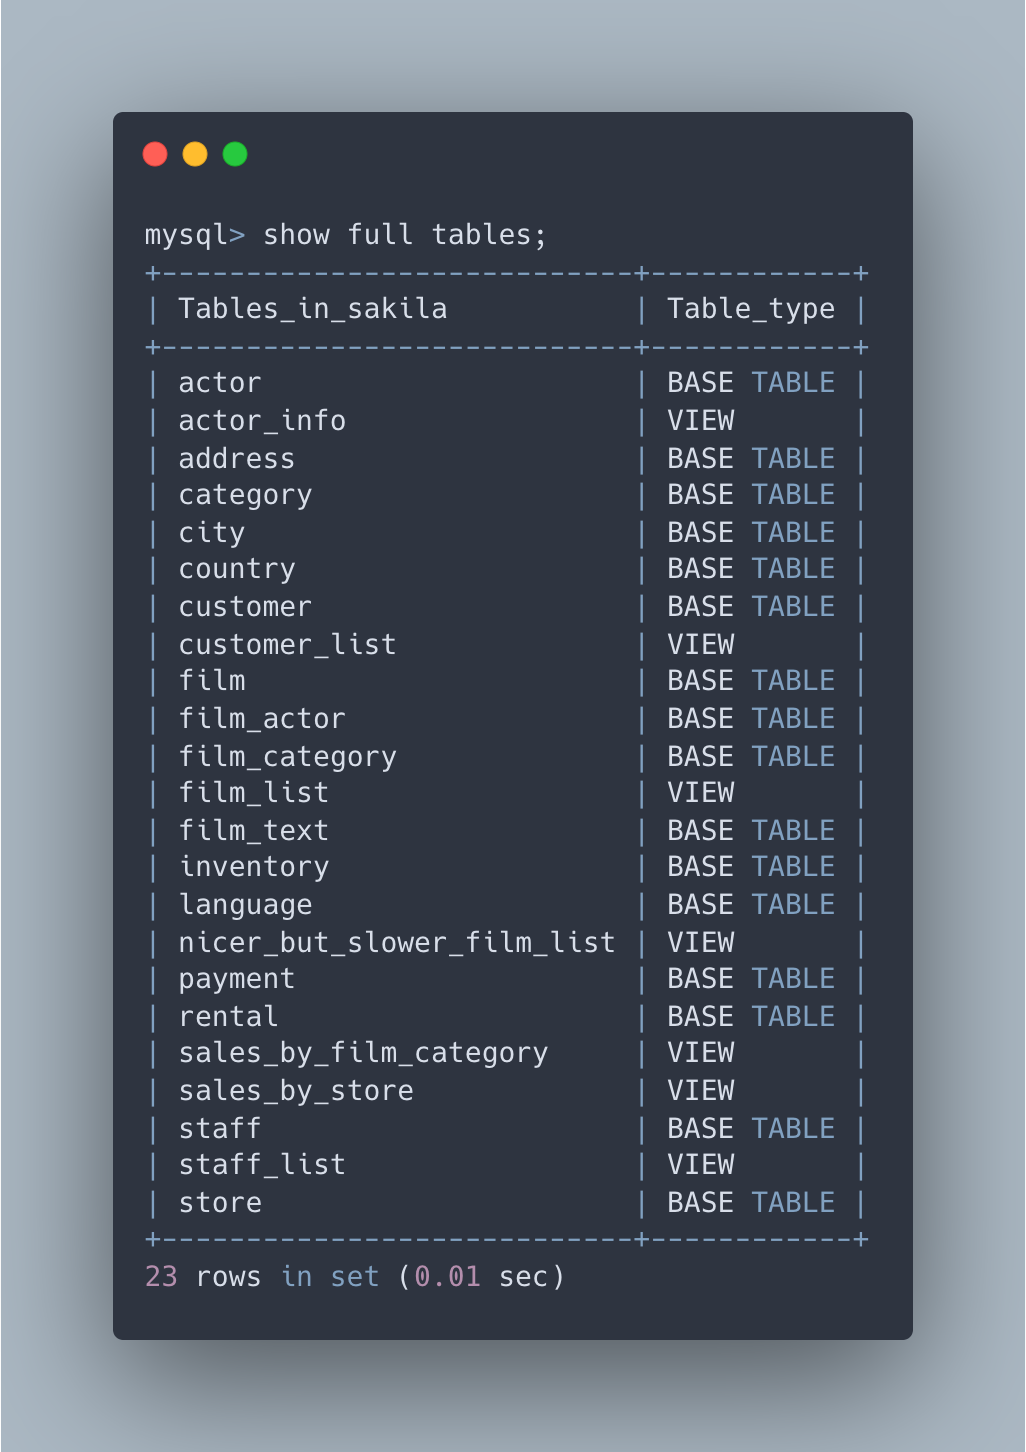 mysql> show full tables;
+----------------------------+------------+
| Tables_in_sakila           | Table_type |
+----------------------------+------------+
| actor                      | BASE TABLE |
| actor_info                 | VIEW       |
| address                    | BASE TABLE |
| category                   | BASE TABLE |
| city                       | BASE TABLE |
| country                    | BASE TABLE |
| customer                   | BASE TABLE |
| customer_list              | VIEW       |
| film                       | BASE TABLE |
| film_actor                 | BASE TABLE |
| film_category              | BASE TABLE |
| film_list                  | VIEW       |
| film_text                  | BASE TABLE |
| inventory                  | BASE TABLE |
| language                   | BASE TABLE |
| nicer_but_slower_film_list | VIEW       |
| payment                    | BASE TABLE |
| rental                     | BASE TABLE |
| sales_by_film_category     | VIEW       |
| sales_by_store             | VIEW       |
| staff                      | BASE TABLE |
| staff_list                 | VIEW       |
| store                      | BASE TABLE |
+----------------------------+------------+
23 rows in set (0.01 sec)